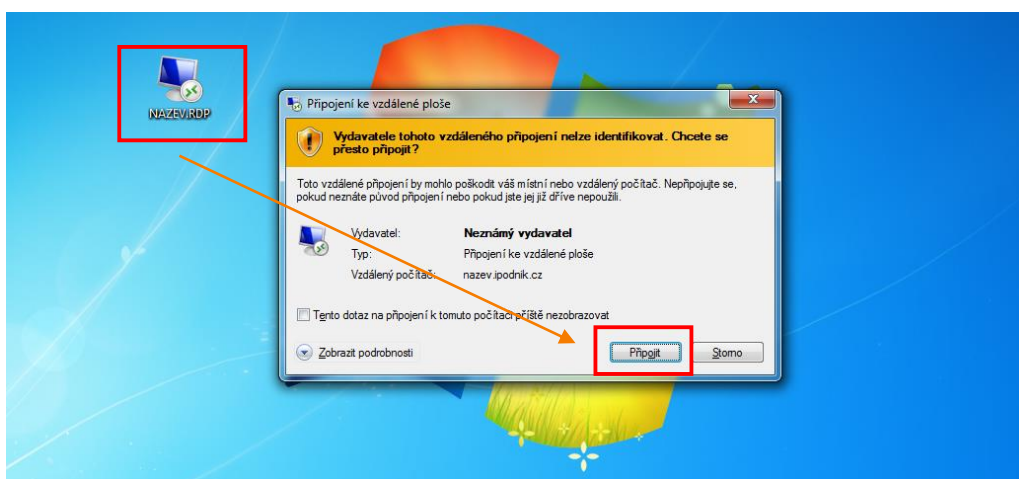 NAZEV.RDP
Připojení ke vzdálené ploše
Vydavatele tohoto vzdáleného připojení nelze identifikovat. Chcete se
přesto připojit?
Toto vzdálené připojení by mohlo poškodit váš místní nebo vzdálený počítač. Nepřipojujte se,
pokud neznáte původ připojení nebo pokud jste jej již dříve nepoužili.
Vydavatel: Neznámý vydavatel
Typ: Připojení ke vzdálené ploše
Vzdálený počítač: nazev.ipodnik.cz
Tento dotaz na připojení k tomuto počítači příště nezobrazovat
Zobrazit podrobnosti Připojit Storno